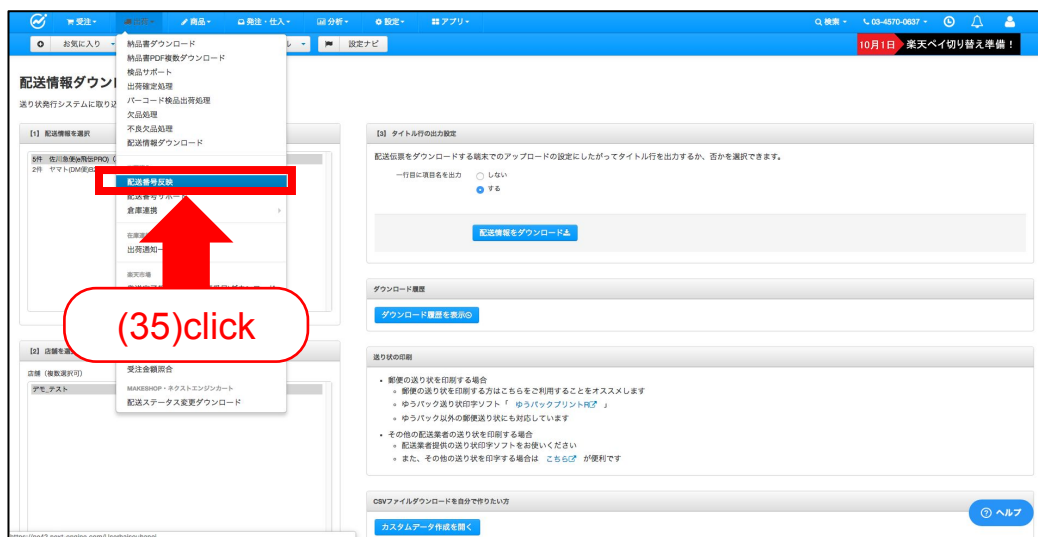 受注
商品
発注・仕入
分析
設定
アプリ
検索
03-4570-0637
お気に入り
設定ナビ
10月1日 楽天ペイ切り替え準備！
納品書ダウンロード
納品書PDF複数ダウンロード
検品サポート
出荷確定処理
バーコード検品出荷処理
欠品処理
不良欠品処理
配送情報ダウンロード
配送番号反映
配送番号サポート
倉庫連携
出荷通知
楽天市場
受注金額照合
MAKESHOP・ネクストエンジンカート
配送ステータス変更ダウンロード
配送情報ダウン
送り状発行システムに取り込
[1] 配送情報を選択
5件 佐川急便(e飛伝PRO)
2件 ヤマト(DM便)B2
(35)click
[2] 店舗を選
店舗（複数選択可）
デモ_テスト
[3] タイトル行の出力設定
配送伝票をダウンロードする端末でのアップロードの設定にしたがってタイトル行を出力するか、否かを選択できます。
一行目に項目名を出力
しない
する
配送情報をダウンロード
ダウンロード履歴
ダウンロード履歴を表示
送り状の印刷
• 郵便の送り状を印刷する場合
◦ 郵便の送り状を印刷する方はこちらをご利用することをオススメします
◦ ゆうパック送り状印字ソフト「 ゆうパックプリントR 」
◦ ゆうパック以外の郵便送り状にも対応しています
• その他の配送業者の送り状を印刷する場合
◦ 配送業者提供の送り状印字ソフトをお使いください
◦ また、その他の送り状を印字する場合は こちら が便利です
CSVファイルダウンロードを自分で作りたい方
カスタムデータ作成を開く
ヘルプ